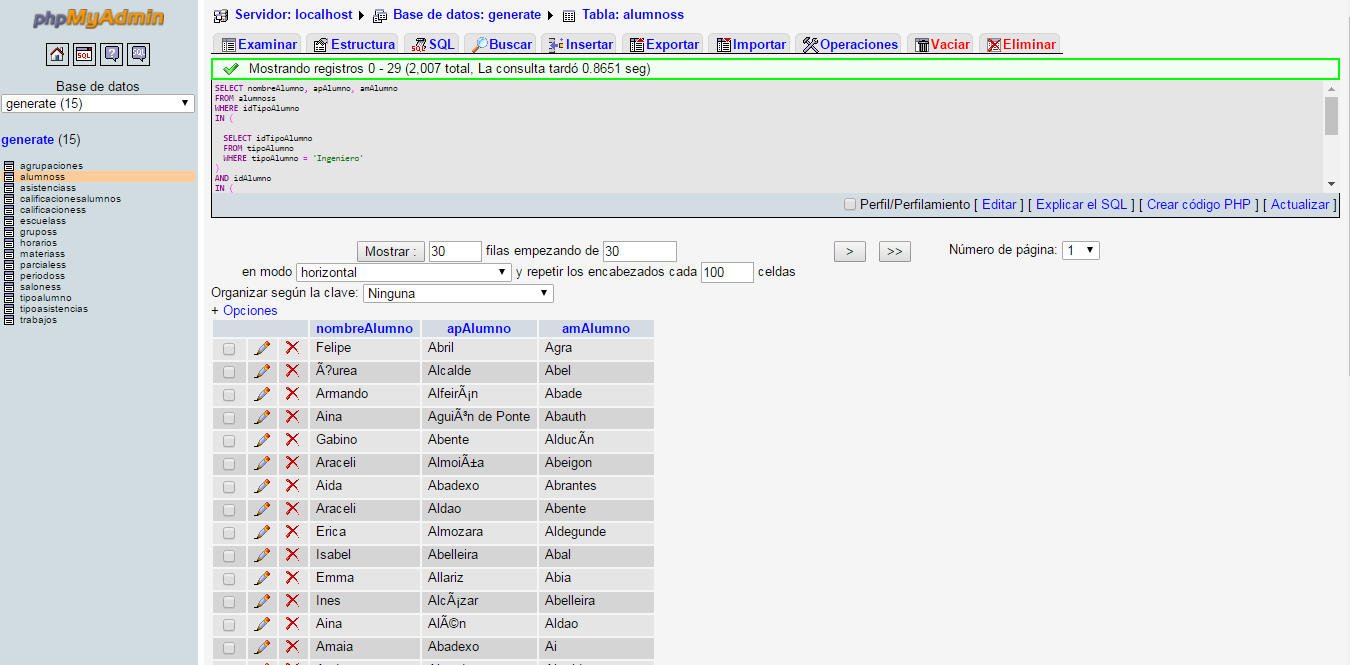 phpMyAdmin
Base de datos
generate (15)
generate (15)
agrupaciones
alumnoss
asistenciass
calificacionesalumnos
calificacioness
escuelass
gruposs
horarios
materiass
parcialess
periodoss
saloness
tipoalumno
tipoasistencias
trabajos
Servidor: localhost Base de datos: generate Tabla: alumnoss
Examinar Estructura SQL Buscar Insertar Exportar Importar Operaciones Vaciar Eliminar
Mostrando registros 0 - 29 (2,007 total, La consulta tardó 0.8651 seg)
SELECT nombreAlumno, apAlumno, amAlumno
FROM alumnoss
WHERE idTipoAlumno
IN (
SELECT idTipoAlumno
FROM tipoAlumno
WHERE tipoAlumno = 'Ingeniero'
)
AND idAlumno
IN (
Perfil/Perfilamiento [ Editar ] [ Explicar el SQL ] [ Crear código PHP ] [ Actualizar ]
Mostrar : 30 filas empezando de 30 > >> Número de página: 1
en modo horizontal y repetir los encabezados cada 100 celdas
Organizar según la clave: Ninguna
+ Opciones
nombreAlumno apAlumno amAlumno
Felipe Abril Agra
Ã?urea Alcalde Abel
Armando AlfeirÃ¡n Abade
Aina AguiÃ³n de Ponte Abauth
Gabino Abente AlducÃ­n
Araceli AlmoiÃ±a Abeigon
Aida Abadexo Abrantes
Araceli Aldao Abente
Erica Almozara Aldegunde
Isabel Abelleira Abal
Emma Allariz Abia
Ines AlcÃ¡zar Abelleira
Aina AlÃ©n Aldao
Amaia Abadexo Ai